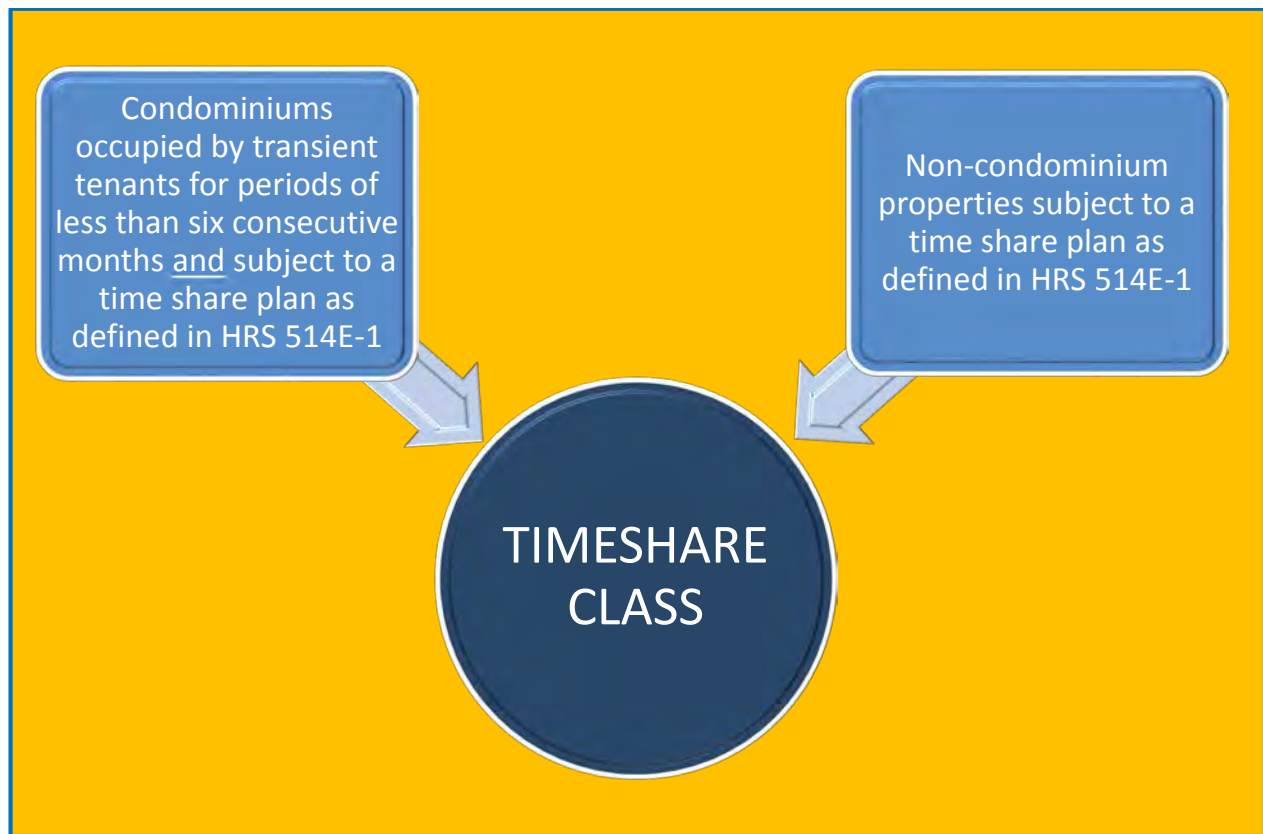 Condominiums
occupied by transient
tenants for periods of
less than six consecutive
months and subject to a
time share plan as
defined in HRS 514E-1
Non-condominium
properties subject to a
time share plan as
defined in HRS 514E-1
TIMESHARE
CLASS